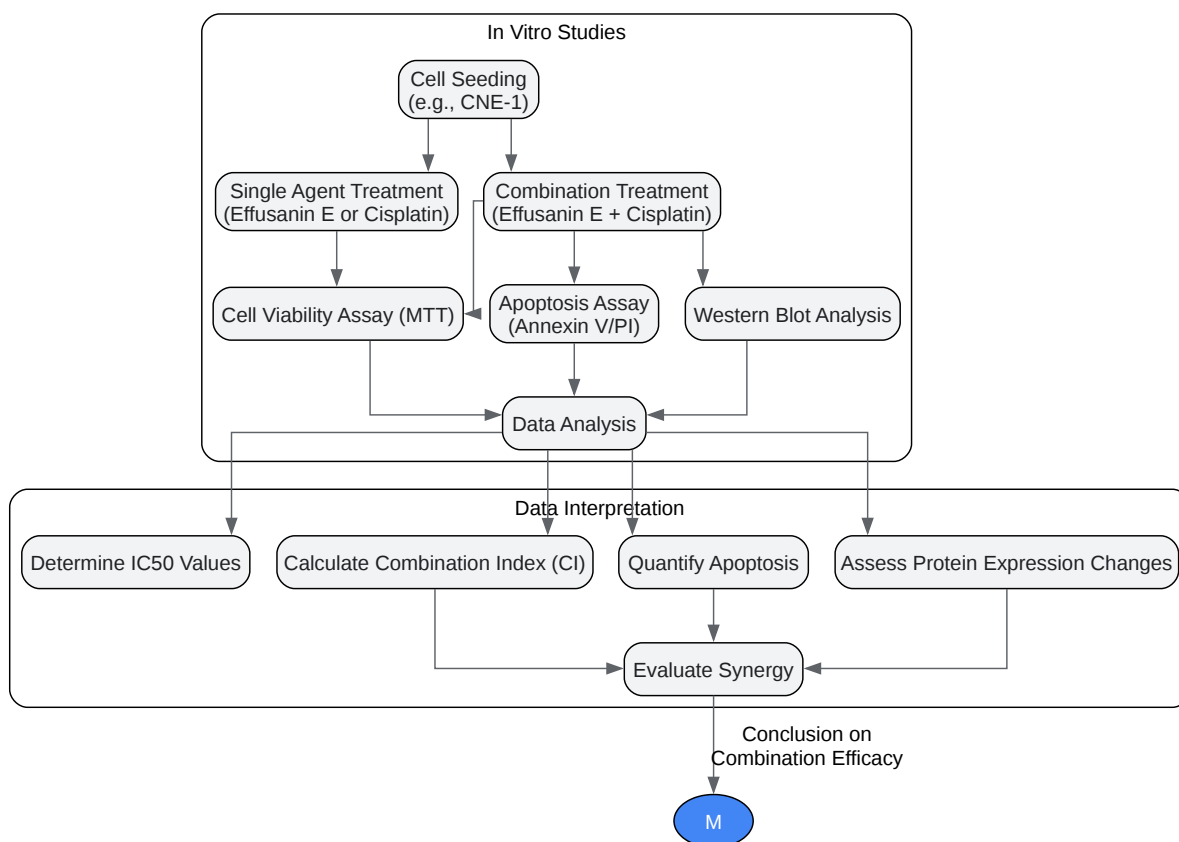 In Vitro Studies
Cell Seeding
(e.g., CNE-1)
Single Agent Treatment
(Effusanin E or Cisplatin)
Combination Treatment
(Effusanin E + Cisplatin)
Cell Viability Assay (MTT)
Apoptosis Assay
(Annexin V/PI)
Western Blot Analysis
Data Analysis
Data Interpretation
Determine IC50 Values
Calculate Combination Index (CI)
Quantify Apoptosis
Assess Protein Expression Changes
Evaluate Synergy
Conclusion on
Combination Efficacy
M